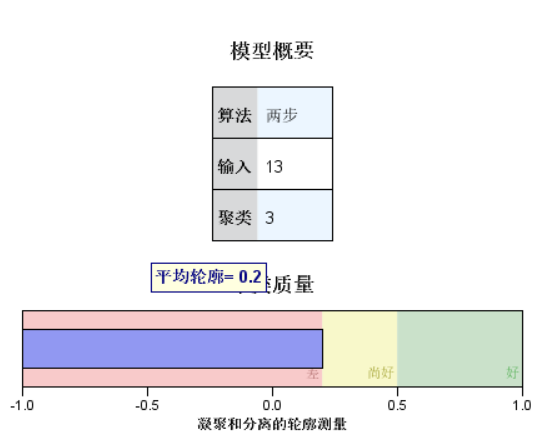 模型概要
算法 两步
输入 13
聚类 3
平均轮廓= 0.2
质量
差 尚好 好
-1.0 -0.5 0.0 0.5 1.0
凝聚和分离的轮廓测量